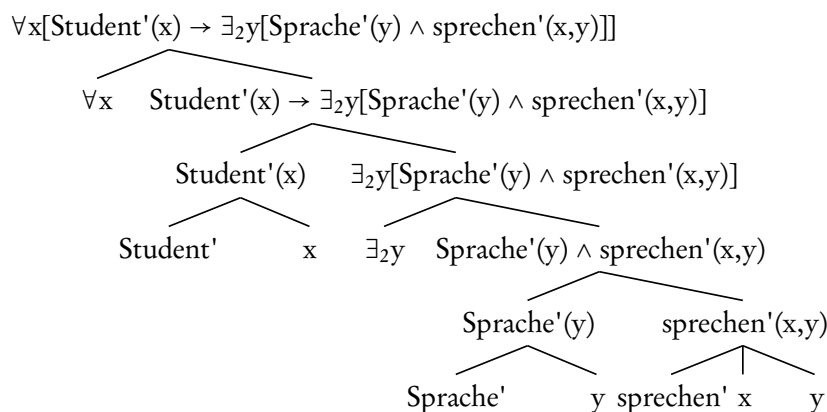 ∀x[Student'(x) → ∃₂y[Sprache'(y) ∧ sprechen'(x,y)]]
∀x Student'(x) → ∃₂y[Sprache'(y) ∧ sprechen'(x,y)]
Student'(x) ∃₂y[Sprache'(y) ∧ sprechen'(x,y)]
Student' x ∃₂y Sprache'(y) ∧ sprechen'(x,y)
Sprache'(y) sprechen'(x,y)
Sprache' y sprechen' x y